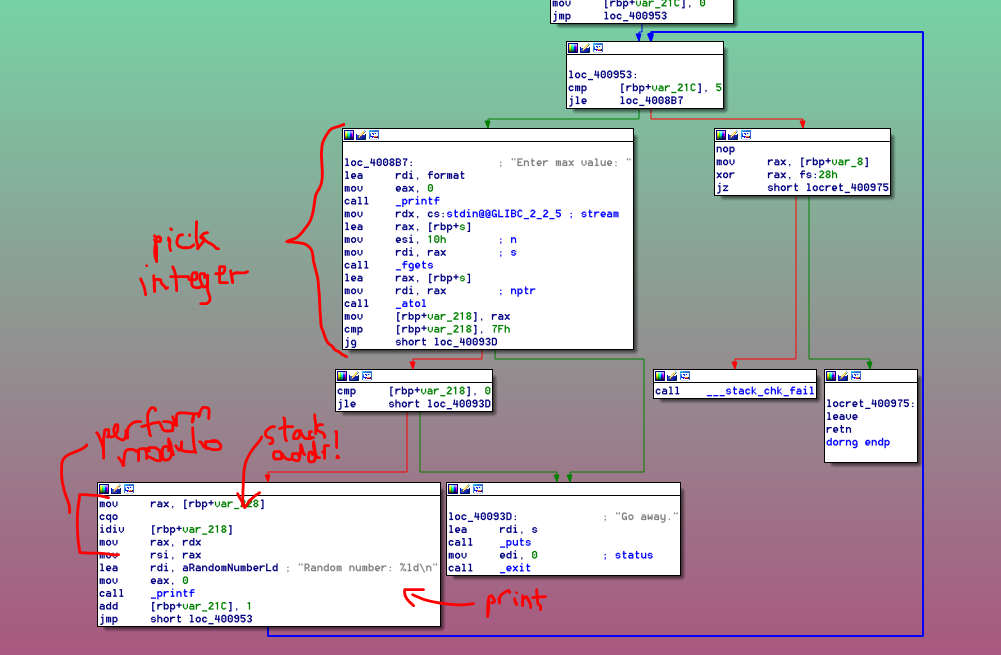 mov     [rbp+var_21C], 0
jmp     loc_400953
loc_400953:
cmp     [rbp+var_21C], 5
jle     loc_4008B7
loc_4008B7:             ; "Enter max value: "
lea     rdi, format
mov     eax, 0
call    _printf
mov     rdx, cs:stdin@@GLIBC_2_2_5 ; stream
lea     rax, [rbp+s]
mov     esi, 10h        ; n
mov     rdi, rax        ; s
call    _fgets
lea     rax, [rbp+s]
mov     rdi, rax        ; nptr
call    _atol
mov     [rbp+var_218], rax
cmp     [rbp+var_218], 7Fh
jg      short loc_40093D
nop
mov     rax, [rbp+var_8]
xor     rax, fs:28h
jz      short locret_400975
pick
integer
cmp     [rbp+var_218], 0
jle     short loc_40093D
call    ___stack_chk_fail
locret_400975:
leave
retn
dorng endp
perform
modulo
stack
addr!
mov     rax, [rbp+var_228]
cqo
idiv    [rbp+var_218]
mov     rax, rdx
mov     rsi, rax
lea     rdi, aRandomNumberLd ; "Random number: %ld\n"
mov     eax, 0
call    _printf
add     [rbp+var_21C], 1
jmp     short loc_400953
loc_40093D:             ; "Go away."
lea     rdi, s
call    _puts
mov     edi, 0          ; status
call    _exit
print